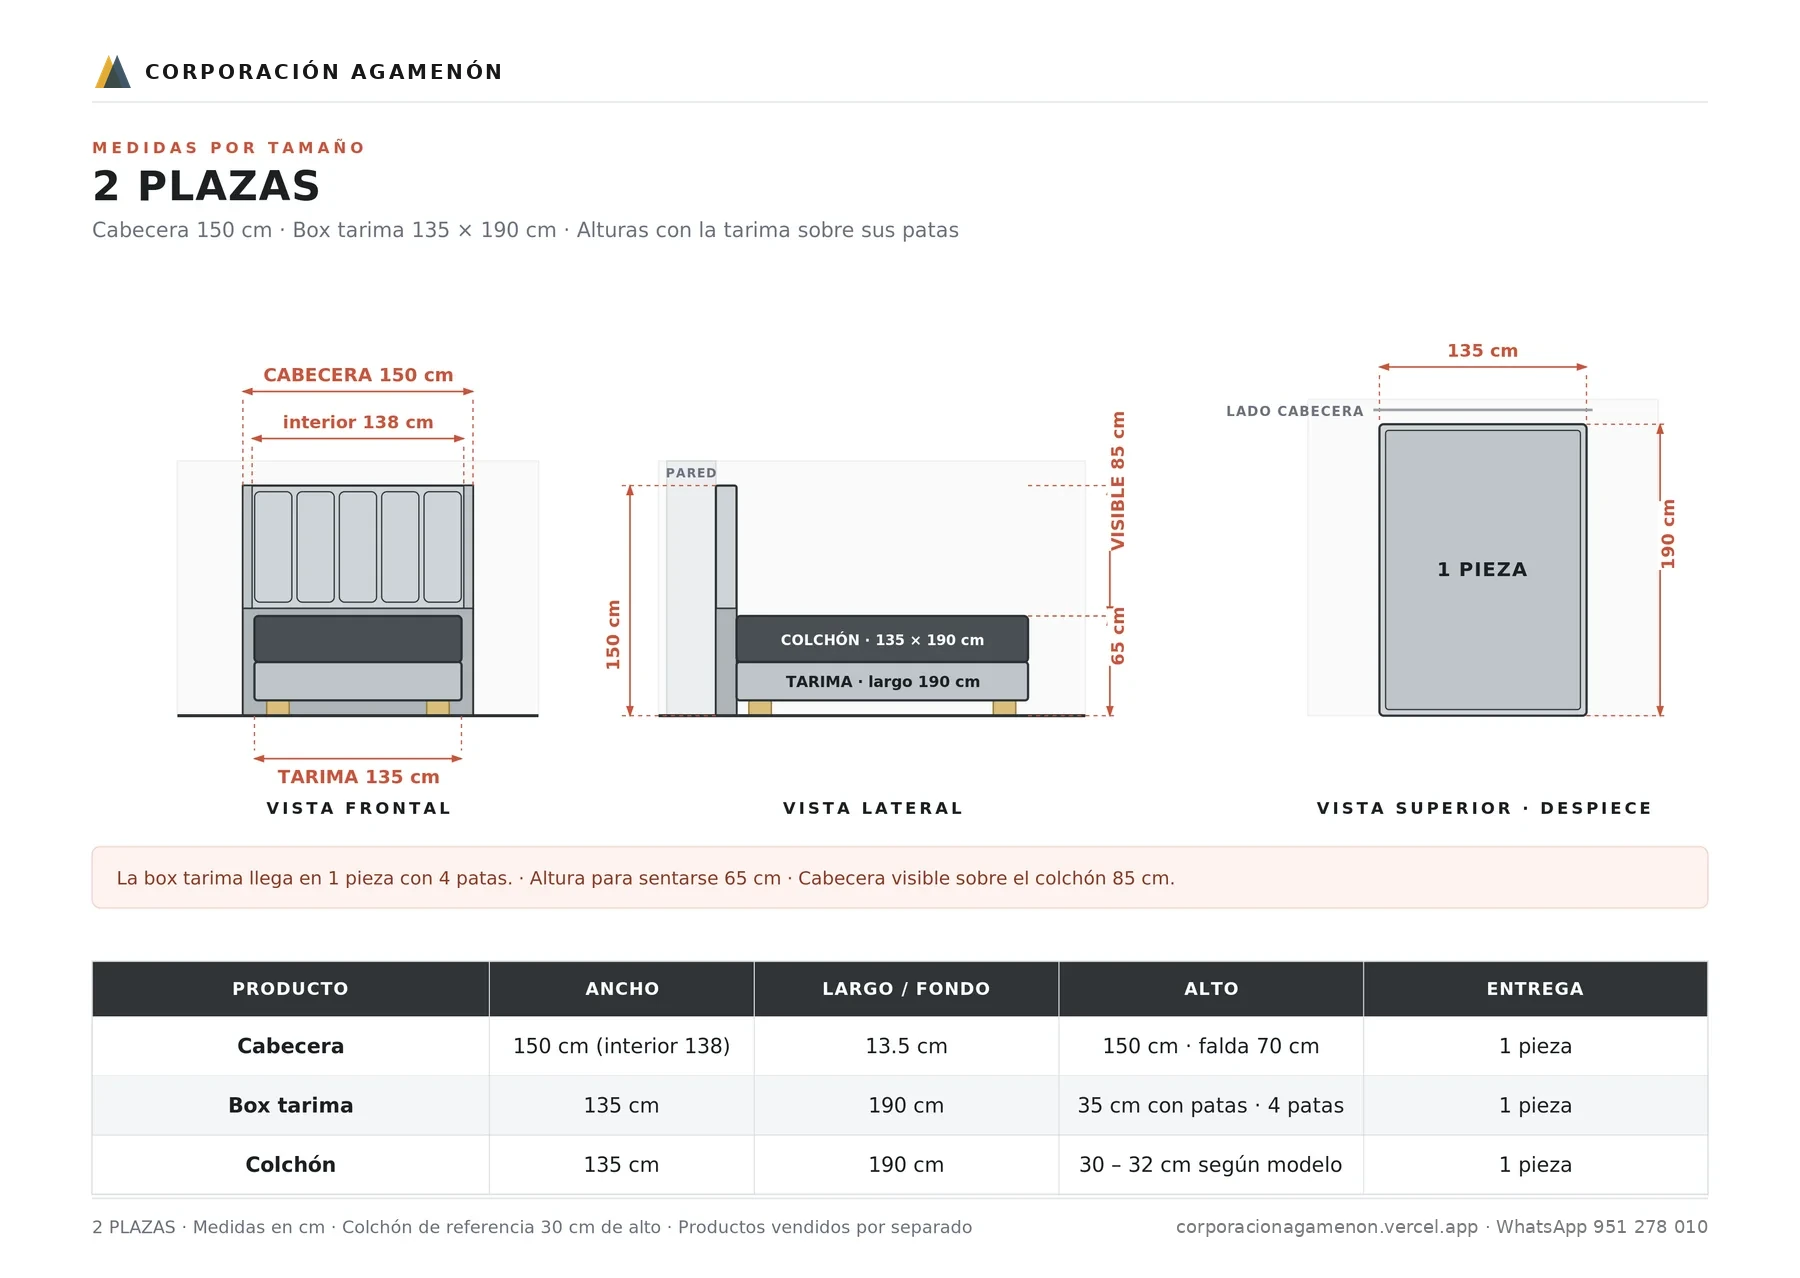 CORPORACIÓN AGAMENÓN
MEDIDAS POR TAMAÑO
2 PLAZAS
Cabecera 150 cm · Box tarima 135 × 190 cm · Alturas con la tarima sobre sus patas
CABECERA 150 cm
interior 138 cm
TARIMA 135 cm
VISTA FRONTAL
PARED
150 cm
VISIBLE 85 cm
65 cm
COLCHÓN · 135 × 190 cm
TARIMA · largo 190 cm
VISTA LATERAL
135 cm
LADO CABECERA
190 cm
1 PIEZA
VISTA SUPERIOR · DESPIECE
La box tarima llega en 1 pieza con 4 patas. · Altura para sentarse 65 cm · Cabecera visible sobre el colchón 85 cm.
PRODUCTO ANCHO LARGO / FONDO ALTO ENTREGA
Cabecera 150 cm (interior 138) 13.5 cm 150 cm · falda 70 cm 1 pieza
Box tarima 135 cm 190 cm 35 cm con patas · 4 patas 1 pieza
Colchón 135 cm 190 cm 30 – 32 cm según modelo 1 pieza
2 PLAZAS · Medidas en cm · Colchón de referencia 30 cm de alto · Productos vendidos por separado
corporacionagamenon.vercel.app · WhatsApp 951 278 010